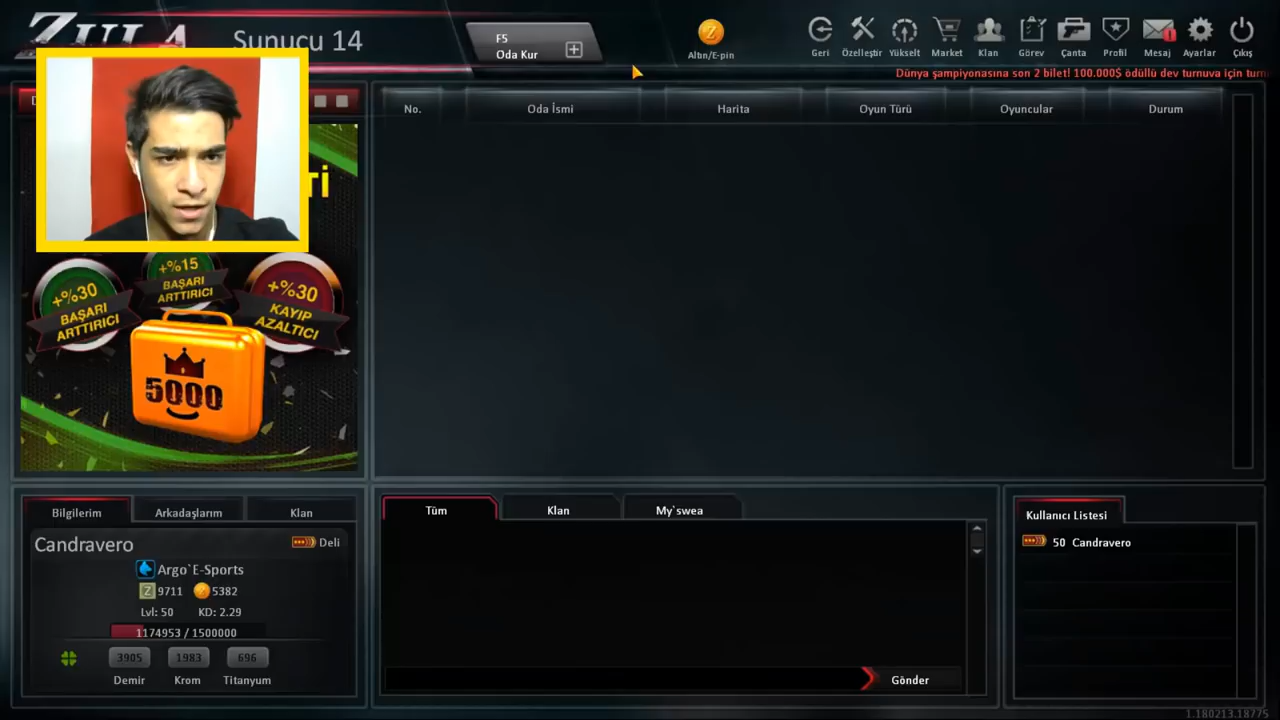 ZULA
Sunucu 14
F5
Oda Kur
Altın/E-pin
Geri
Özelleştir
Yükselt
Market
Klan
Görev
Çanta
Profil
Mesaj
Ayarlar
Çıkış
Dünya şampiyonasına son 2 bilet! 100.000$ ödüllü dev turnuva için
No.
Oda İsmi
Harita
Oyun Türü
Oyuncular
Durum
+%30
BAŞARI
ARTTIRICI
+%15
BAŞARI
ARTTIRICI
+%30
KAYIP
AZALTICI
5000
Bilgilerim
Arkadaşlarım
Klan
Candravero
Deli
Argo`E-Sports
Z 9711
5382
Lvl: 50
KD: 2.29
1174953 / 1500000
3905
1983
696
Demir
Krom
Titanyum
Tüm
Klan
My`swea
Gönder
Kullanıcı Listesi
50 Candravero
1.180213.18775